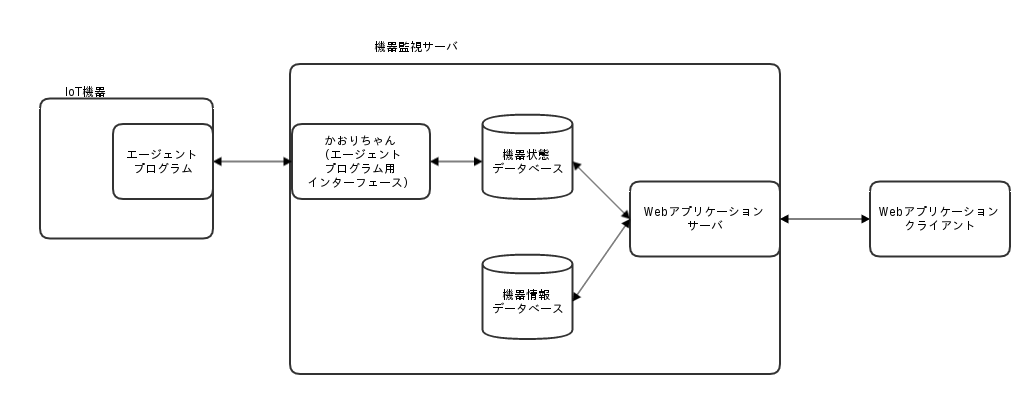 機器監視サーバ
IoT機器
エージェント
プログラム
かおりちゃん
（エージェント
プログラム用
インターフェース）
機器状態
データベース
機器情報
データベース
Webアプリケーション
サーバ
Webアプリケーション
クライアント